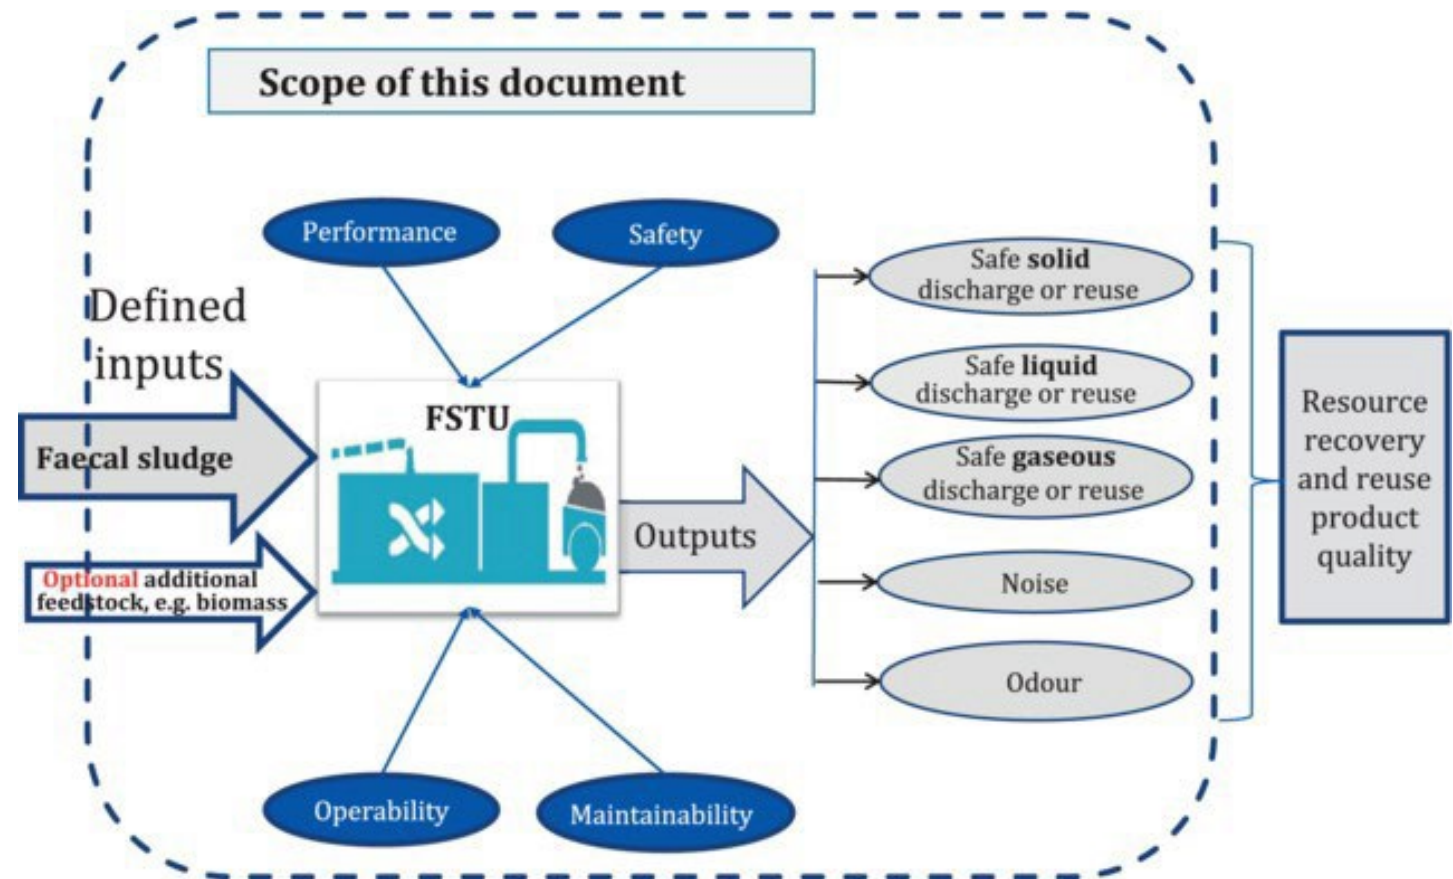 Scope of this document
Performance
Safety
Defined
inputs
Faecal sludge
Optional additional
feedstock, e.g. biomass
FSTU
Operability
Maintainability
Outputs
Safe solid
discharge or reuse
Safe liquid
discharge or reuse
Safe gaseous
discharge or reuse
Noise
Odour
Resource
recovery
and reuse
product
quality